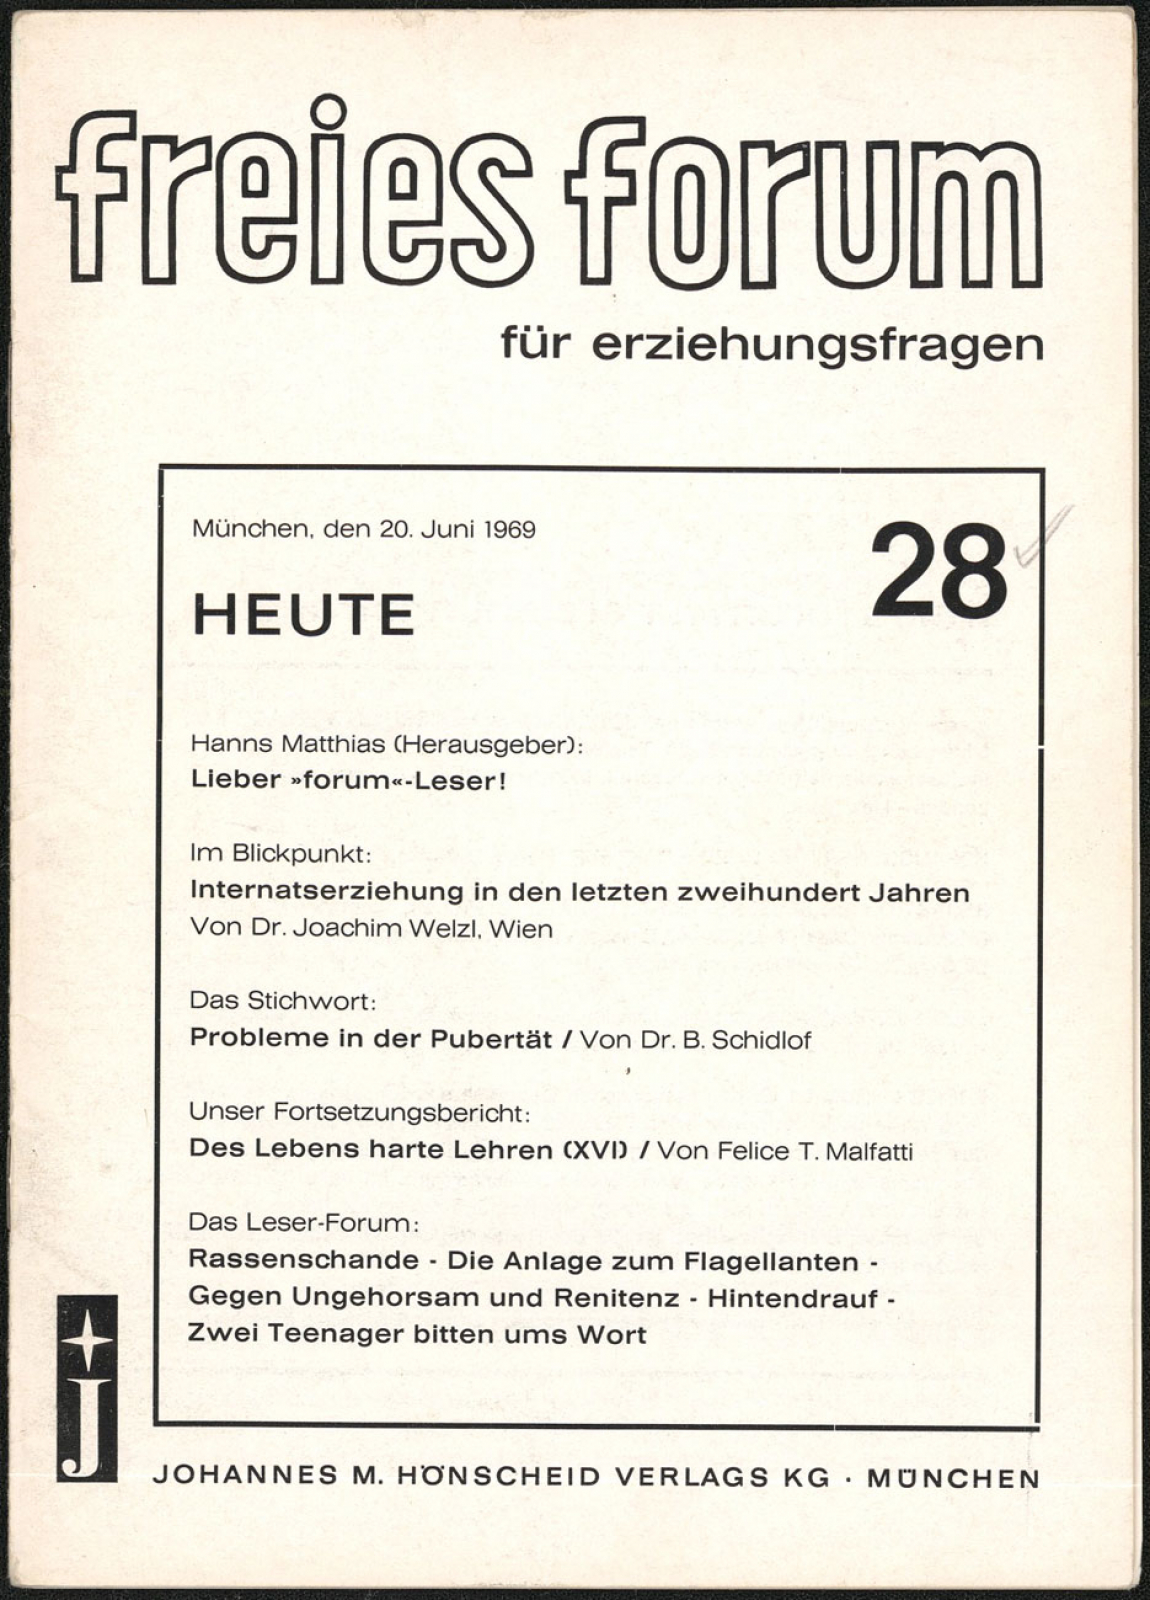 freies forum
für erziehungsfragen
München, den 20. Juni 1969
28
HEUTE
Hanns Matthias (Herausgeber):
Lieber »forum«-Leser!
Im Blickpunkt:
Internatserziehung in den letzten zweihundert Jahren
Von Dr. Joachim Welzl, Wien
Das Stichwort:
Probleme in der Pubertät / Von Dr. B. Schidlof
Unser Fortsetzungsbericht:
Des Lebens harte Lehren (XVI) / Von Felice T. Malfatti
Das Leser-Forum:
Rassenschande - Die Anlage zum Flagellanten -
Gegen Ungehorsam und Renitenz - Hintendrauf -
Zwei Teenager bitten ums Wort
J
JOHANNES M. HÖNSCHEID VERLAGS KG · MÜNCHEN